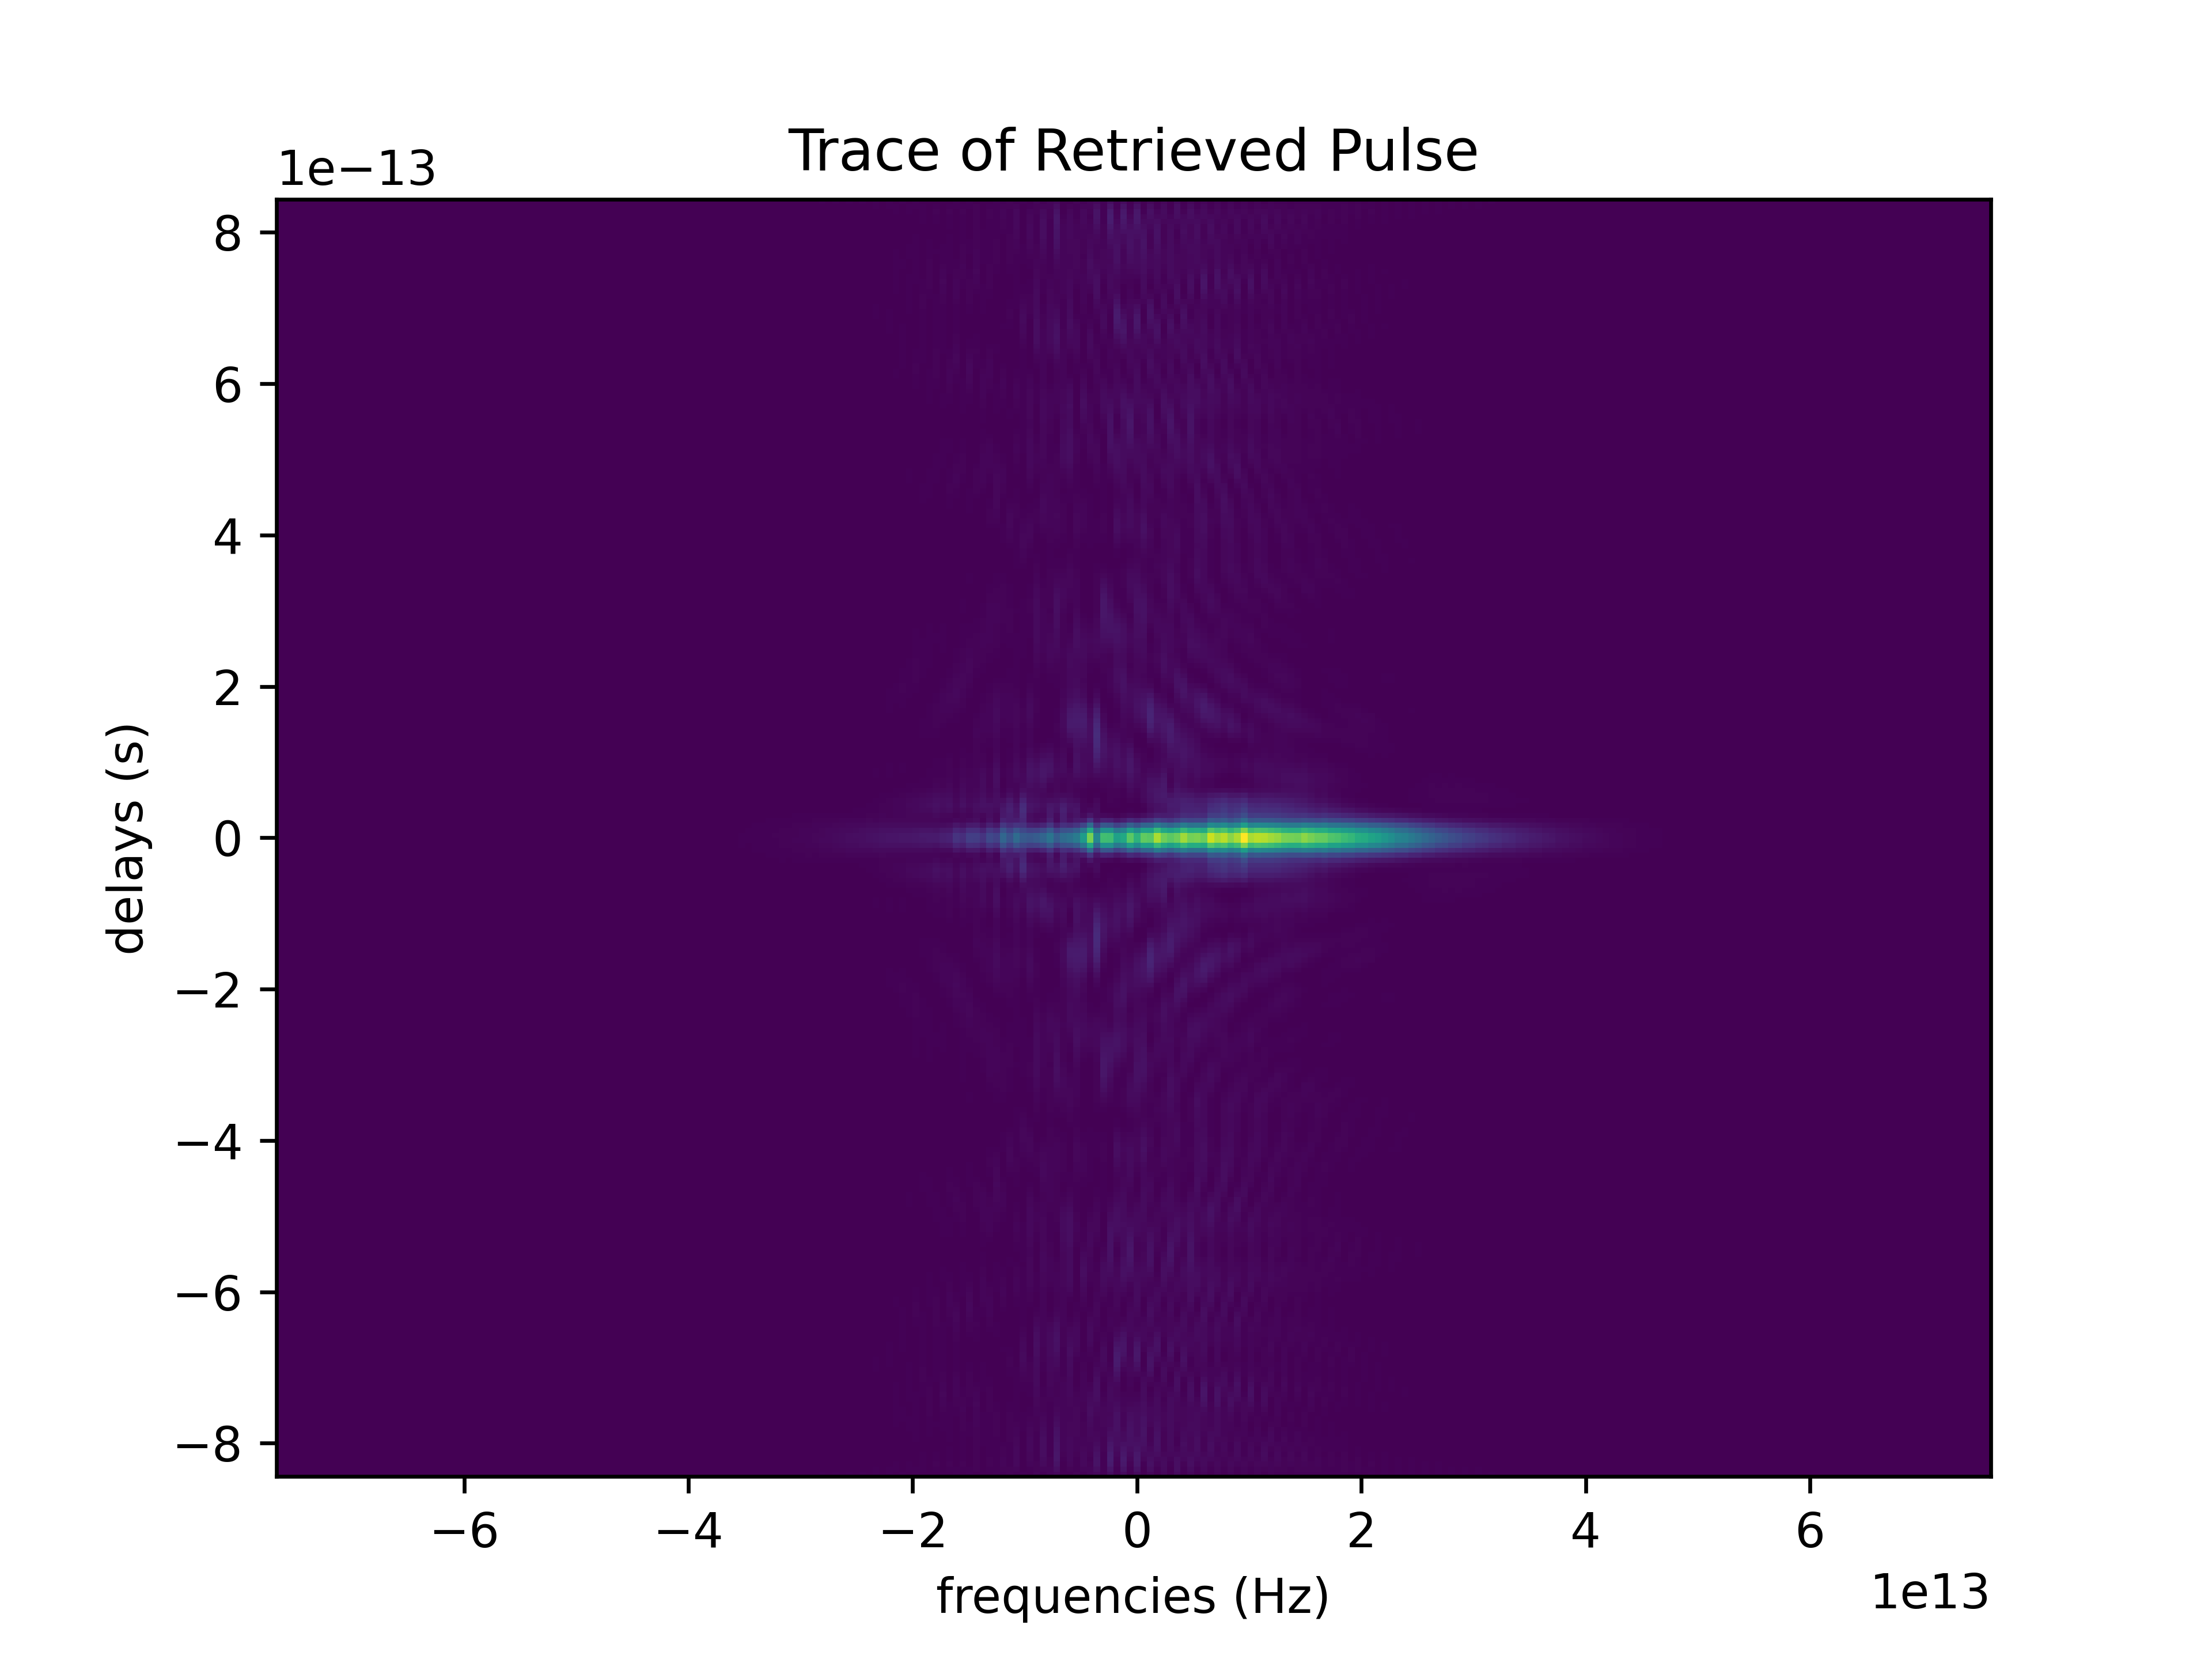 Trace of Retrieved Pulse
1e−13
8
6
4
2
0
−2
−4
−6
−8
delays (s)
−6 −4 −2 0 2 4 6
frequencies (Hz)
1e13